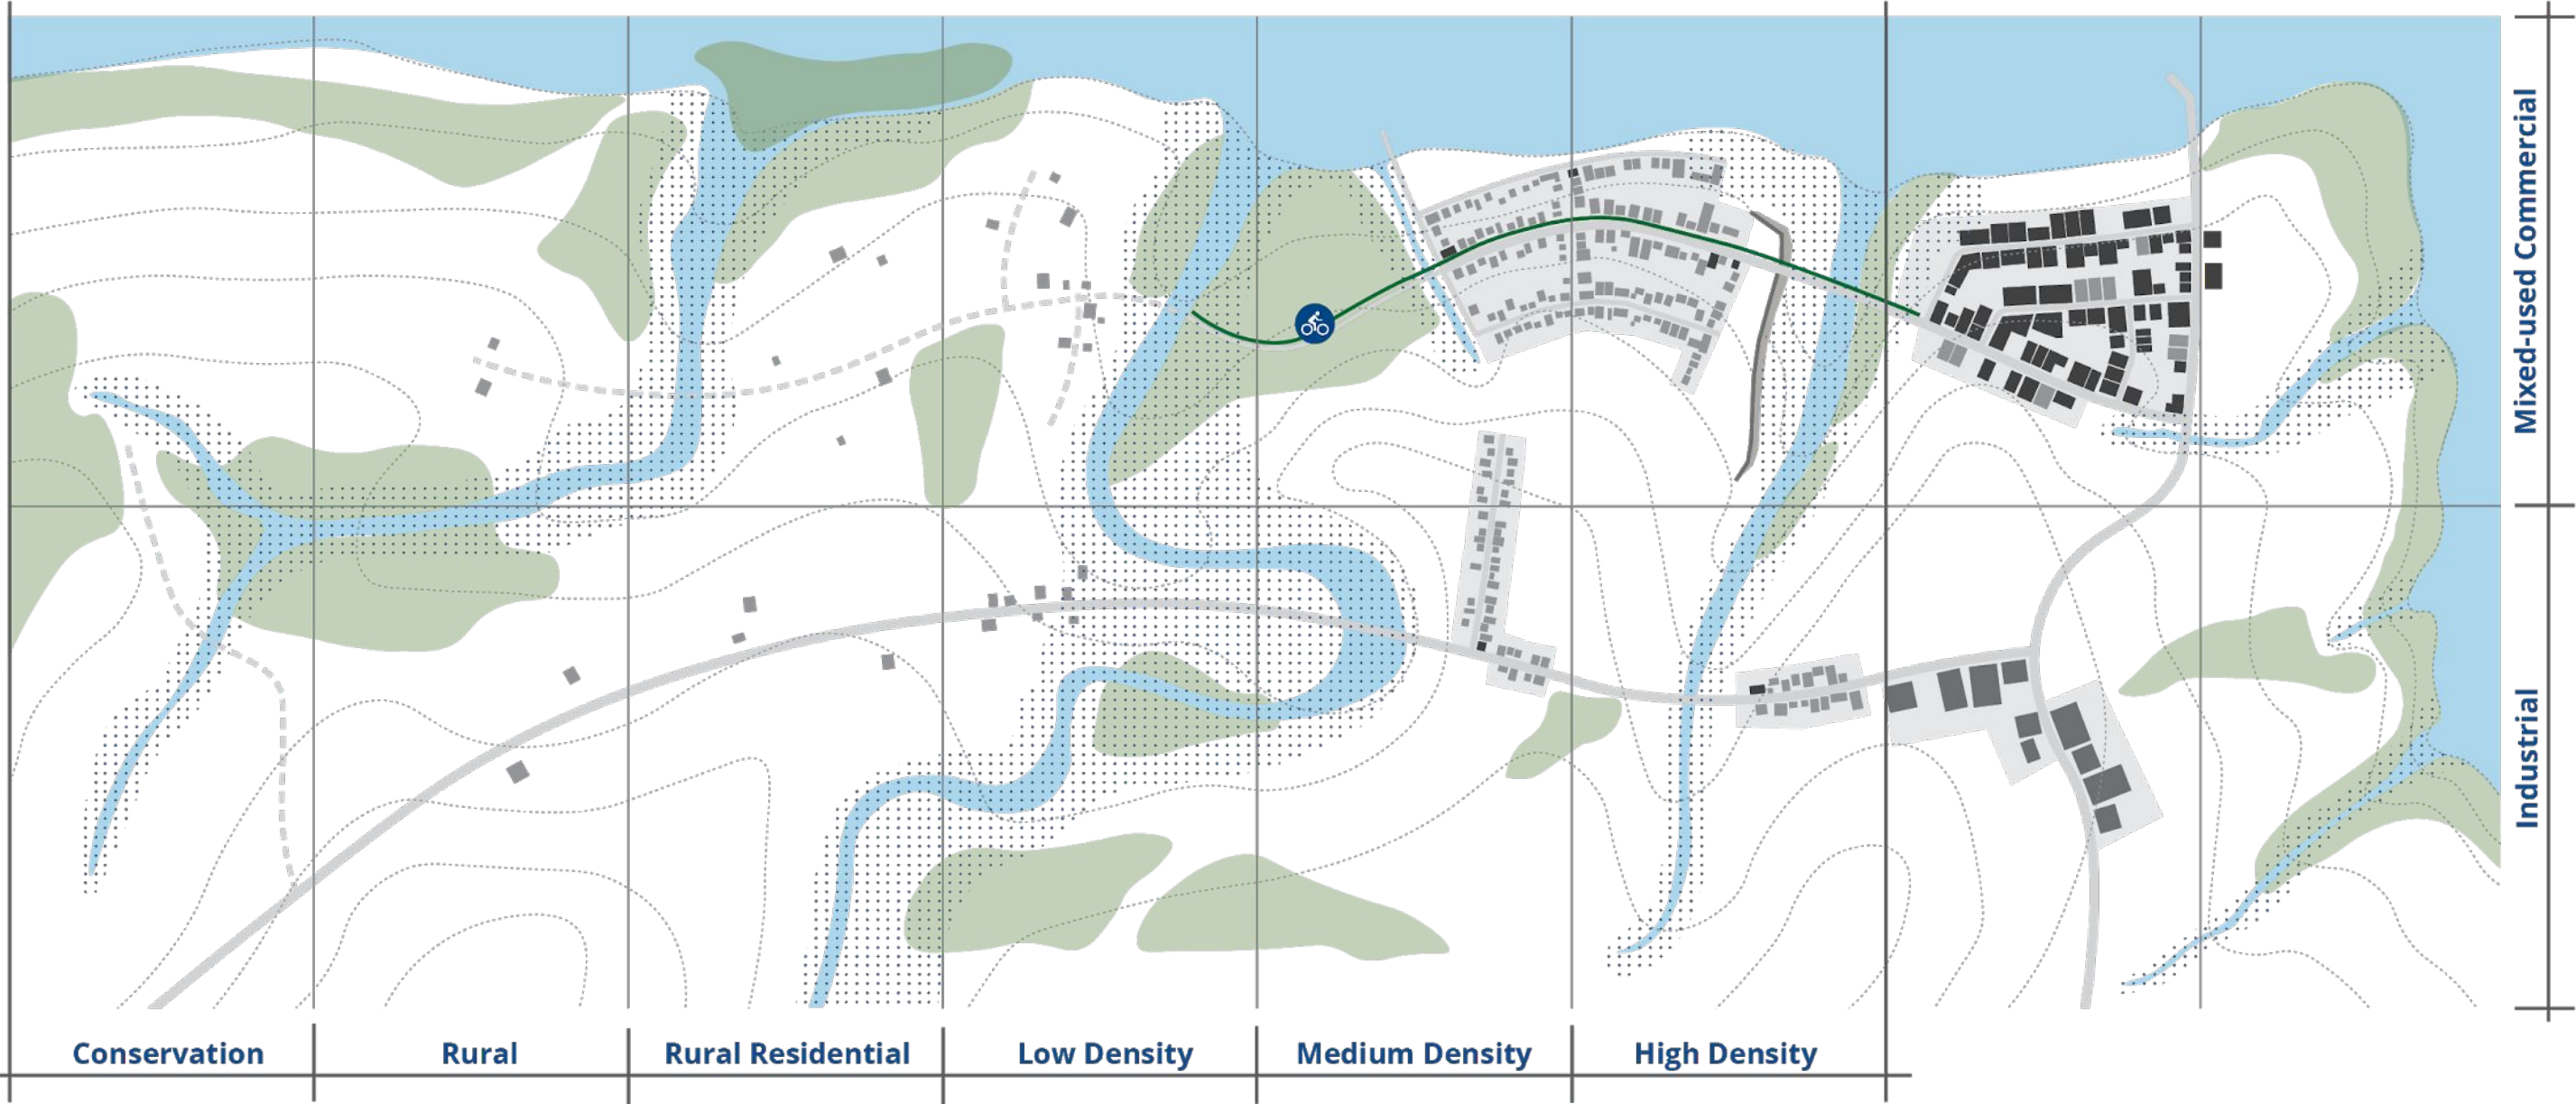 Mixed-used Commercial
Industrial
Conservation
Rural
Rural Residential
Low Density
Medium Density
High Density